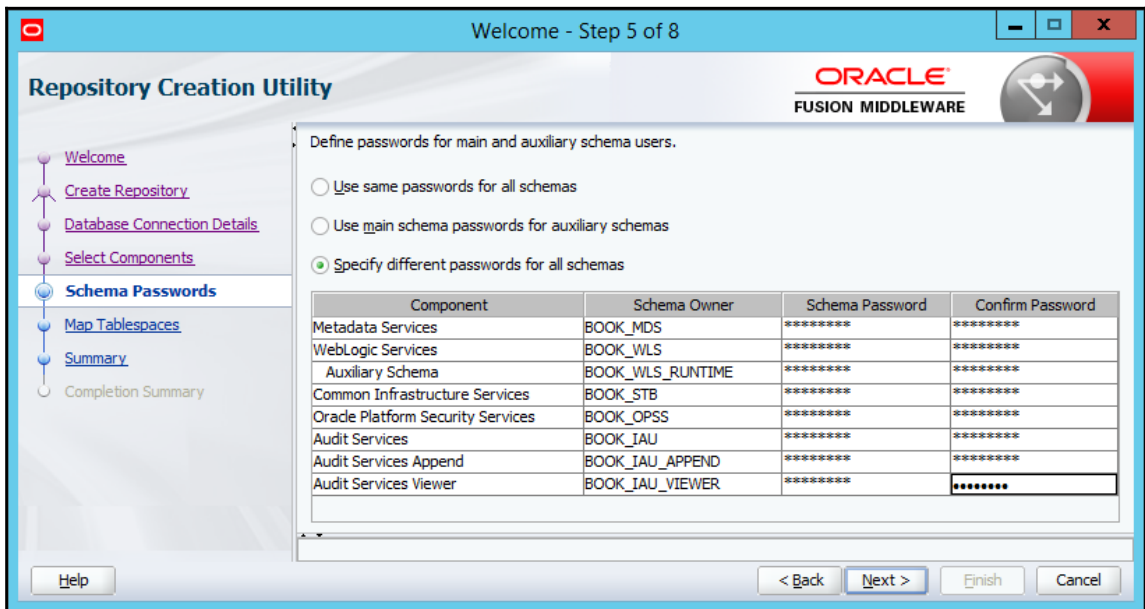 Welcome - Step 5 of 8
Repository Creation Utility
ORACLE
FUSION MIDDLEWARE
Welcome
Create Repository
Database Connection Details
Select Components
Schema Passwords
Map Tablespaces
Summary
Completion Summary
Define passwords for main and auxiliary schema users.
Use same passwords for all schemas
Use main schema passwords for auxiliary schemas
Specify different passwords for all schemas
Component Schema Owner Schema Password Confirm Password
Metadata Services BOOK_MDS ******** ********
WebLogic Services BOOK_WLS ******** ********
Auxiliary Schema BOOK_WLS_RUNTIME ******** ********
Common Infrastructure Services BOOK_STB ******** ********
Oracle Platform Security Services BOOK_OPSS ******** ********
Audit Services BOOK_IAU ******** ********
Audit Services Append BOOK_IAU_APPEND ******** ********
Audit Services Viewer BOOK_IAU_VIEWER ******** ••••••••
Help < Back Next > Finish Cancel